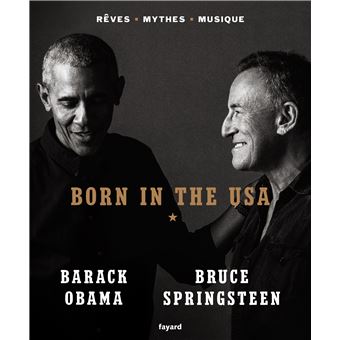 RÊVES ★ MYTHES ★ MUSIQUE
BORN IN THE USA
★
BARACK
OBAMA
BRUCE
SPRINGSTEEN
fayard